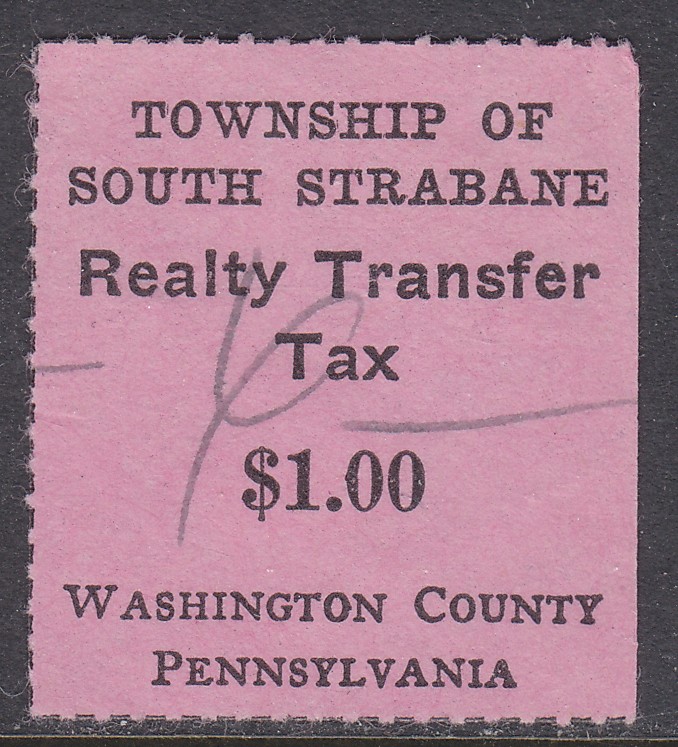 TOWNSHIP OF
SOUTH STRABANE
Realty Transfer
Tax
$1.00
WASHINGTON COUNTY
PENNSYLVANIA